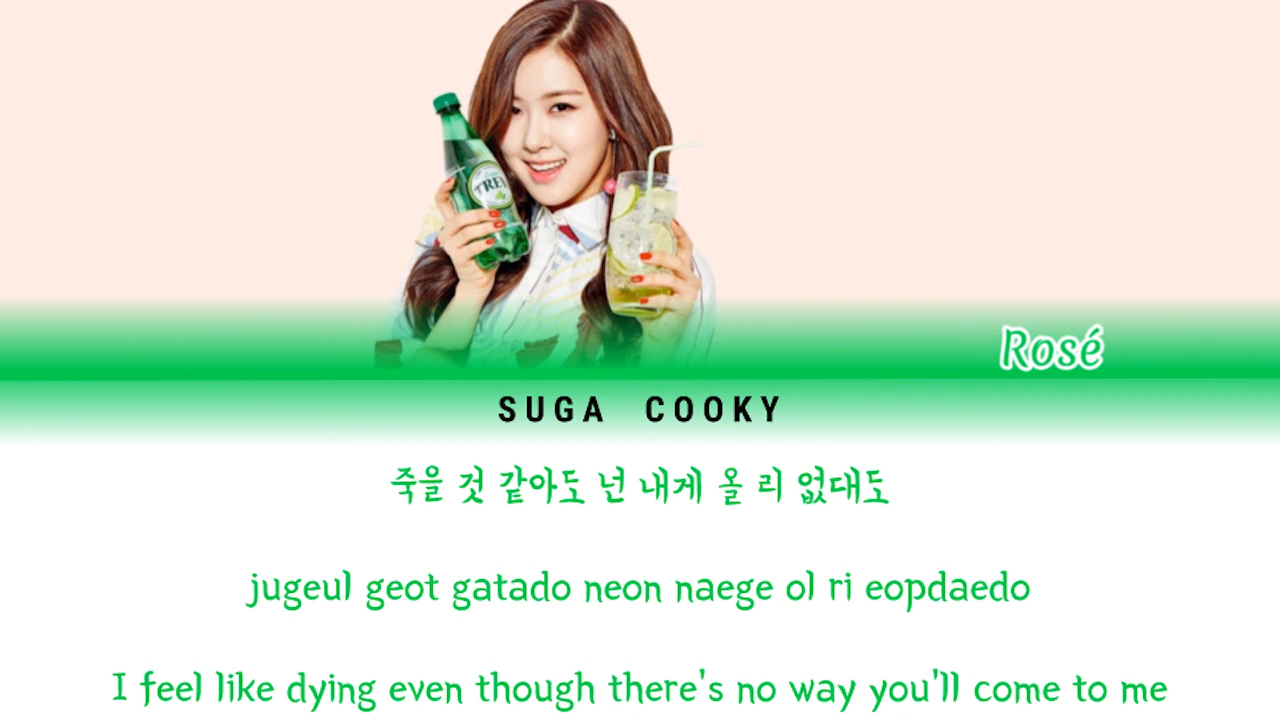 TREVI
Rosé
SUGA COOKY
죽을 것 같아도 넌 내게 올 리 없대도
jugeul geot gatado neon naege ol ri eopdaedo
I feel like dying even though there's no way you'll come to me